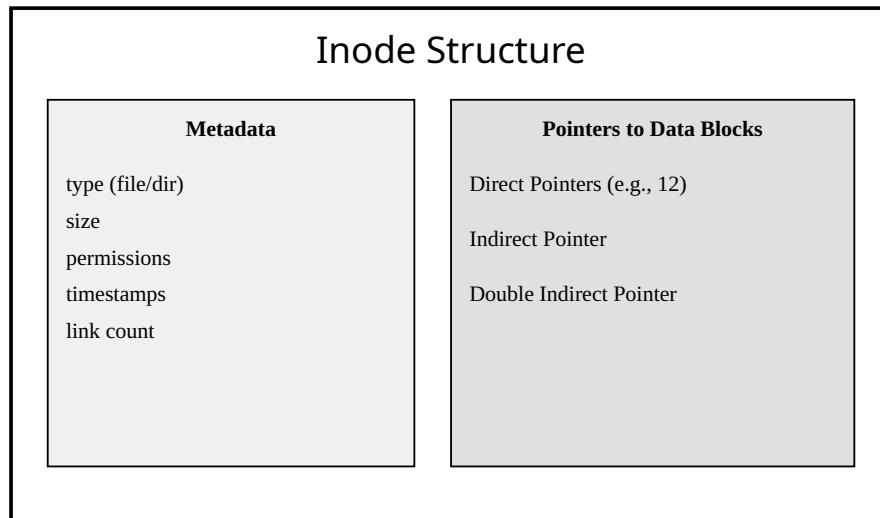 Inode Structure
Metadata
type (file/dir)
size
permissions
timestamps
link count
Pointers to Data Blocks
Direct Pointers (e.g., 12)
Indirect Pointer
Double Indirect Pointer